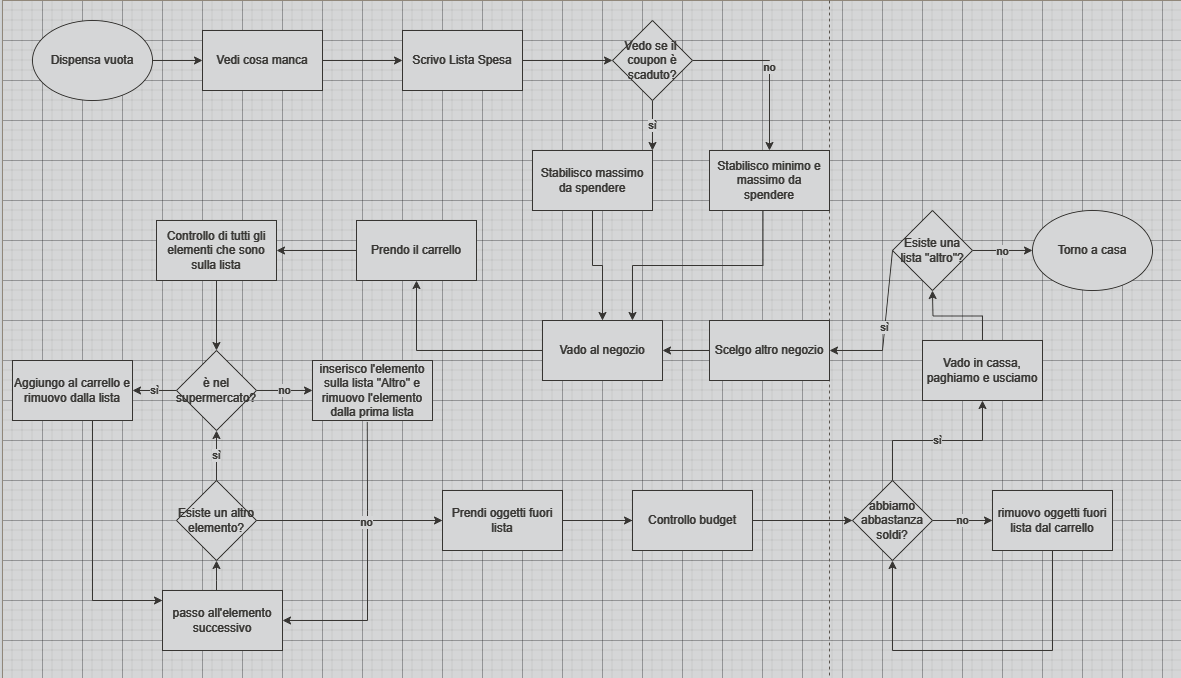 Dispensa vuota
Vedi cosa manca
Scrivo Lista Spesa
Vedo se il
coupon è
scaduto?
no
sì
Stabilisco massimo
da spendere
Stabilisco minimo e
massimo da
spendere
Controllo di tutti gli
elementi che sono
sulla lista
Prendo il carrello
Esiste una
lista "altro"?
no
Torno a casa
sì
Vado al negozio
Scelgo altro negozio
Vado in cassa,
paghiamo e usciamo
Aggiungo al carrello e
rimuovo dalla lista
sì
è nel
supermercato?
no
inserisco l'elemento
sulla lista "Altro" e
rimuovo l'elemento
dalla prima lista
sì
sì
Esiste un altro
elemento?
no
Prendi oggetti fuori
lista
Controllo budget
abbiamo
abbastanza
soldi?
no
rimuovo oggetti fuori
lista dal carrello
passo all'elemento
successivo